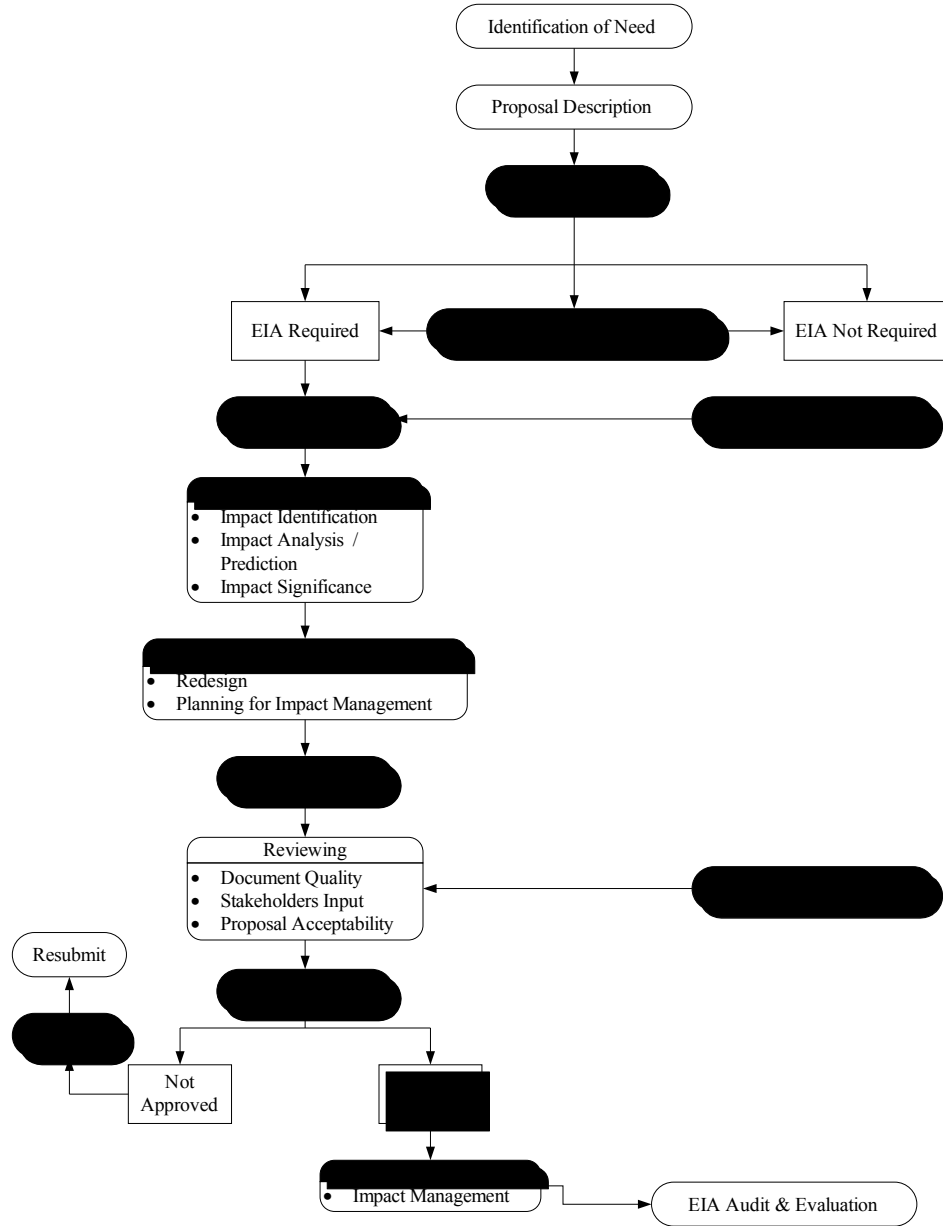 Identification of Need
Proposal Description
EIA Required
EIA Not Required
• Impact Identification
• Impact Analysis /
Prediction
• Impact Significance
• Redesign
• Planning for Impact Management
Reviewing
• Document Quality
• Stakeholders Input
• Proposal Acceptability
Resubmit
Not
Approved
• Impact Management
EIA Audit & Evaluation